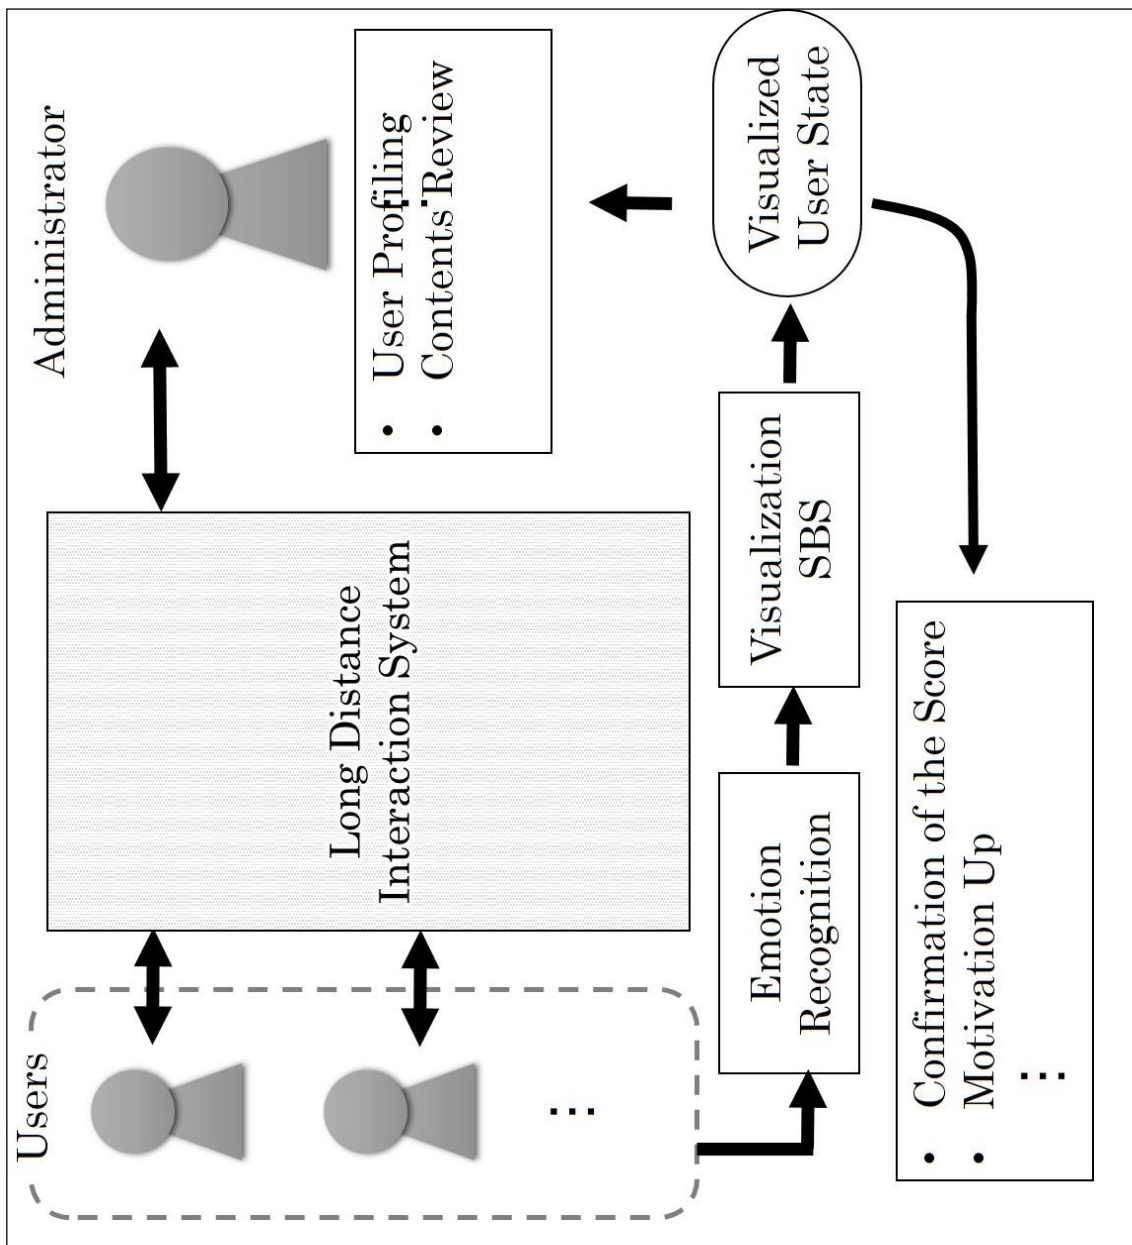 Users
Administrator
Long Distance
Interaction System
• User Profiling
• Contents Review
...
Emotion
Recognition
Visualization
SBS
Visualized
User State
• Confirmation of the Score
• Motivation Up
...
...